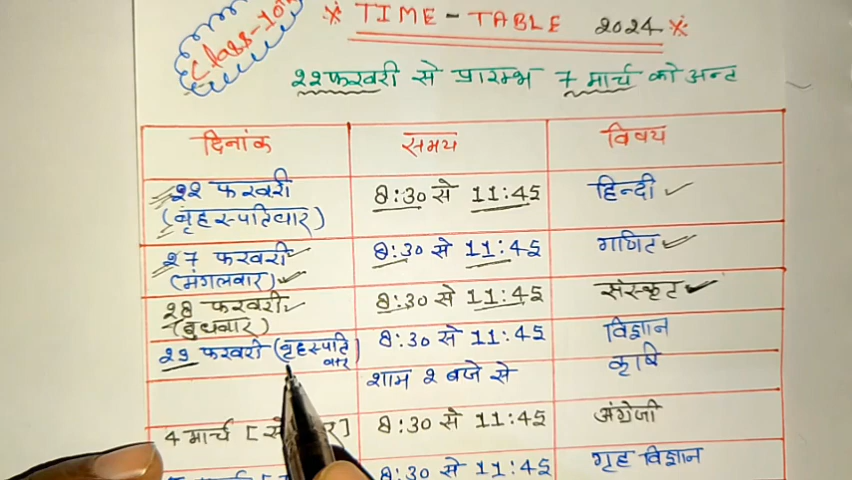 Class-10th
TIME-TABLE 2024
22 फरवरी से प्रारम्भ 7 मार्च को अन्ट
दिनांक समय विषय
22 फरवरी 8:30 से 11:45 हिन्दी
(वृहस्पतिवार)
27 फरवरी 8:30 से 11:45 गणित
(मंगलवार)
28 फरवरी 8:30 से 11:45 संस्कृट
(बुधवार)
29 फरवरी (वृहस्पति 8:30 से 11:45 विज्ञान
वार)
शाम 2 बजे से कृषि
4 मार्च [ 8:30 से 11:45 अंग्रेजी
8:30 से 11:45 गृह विज्ञान